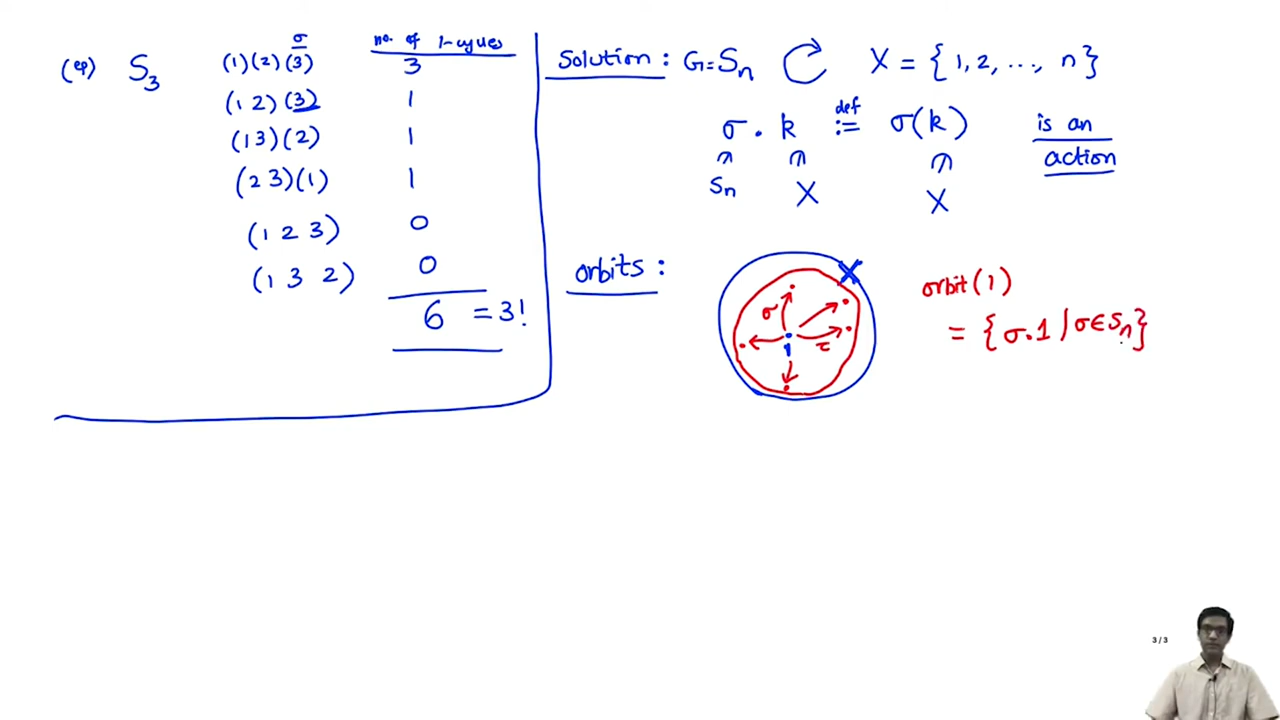 (eg) S₃
σ no. of 1-cycles
(1)(2)(3) 3
(1 2)(3) 1
(1 3)(2) 1
(2 3)(1) 1
(1 2 3) 0
(1 3 2) 0
6 = 3!
Solution: G=Sₙ ↻ X = {1, 2, ..., n}
σ . k def := σ(k) is an action
↑ ↑ ↑
Sₙ X X
orbits:
X
σ
1 τ
orbit(1)
= {σ.1 | σ∈Sₙ}
3/3